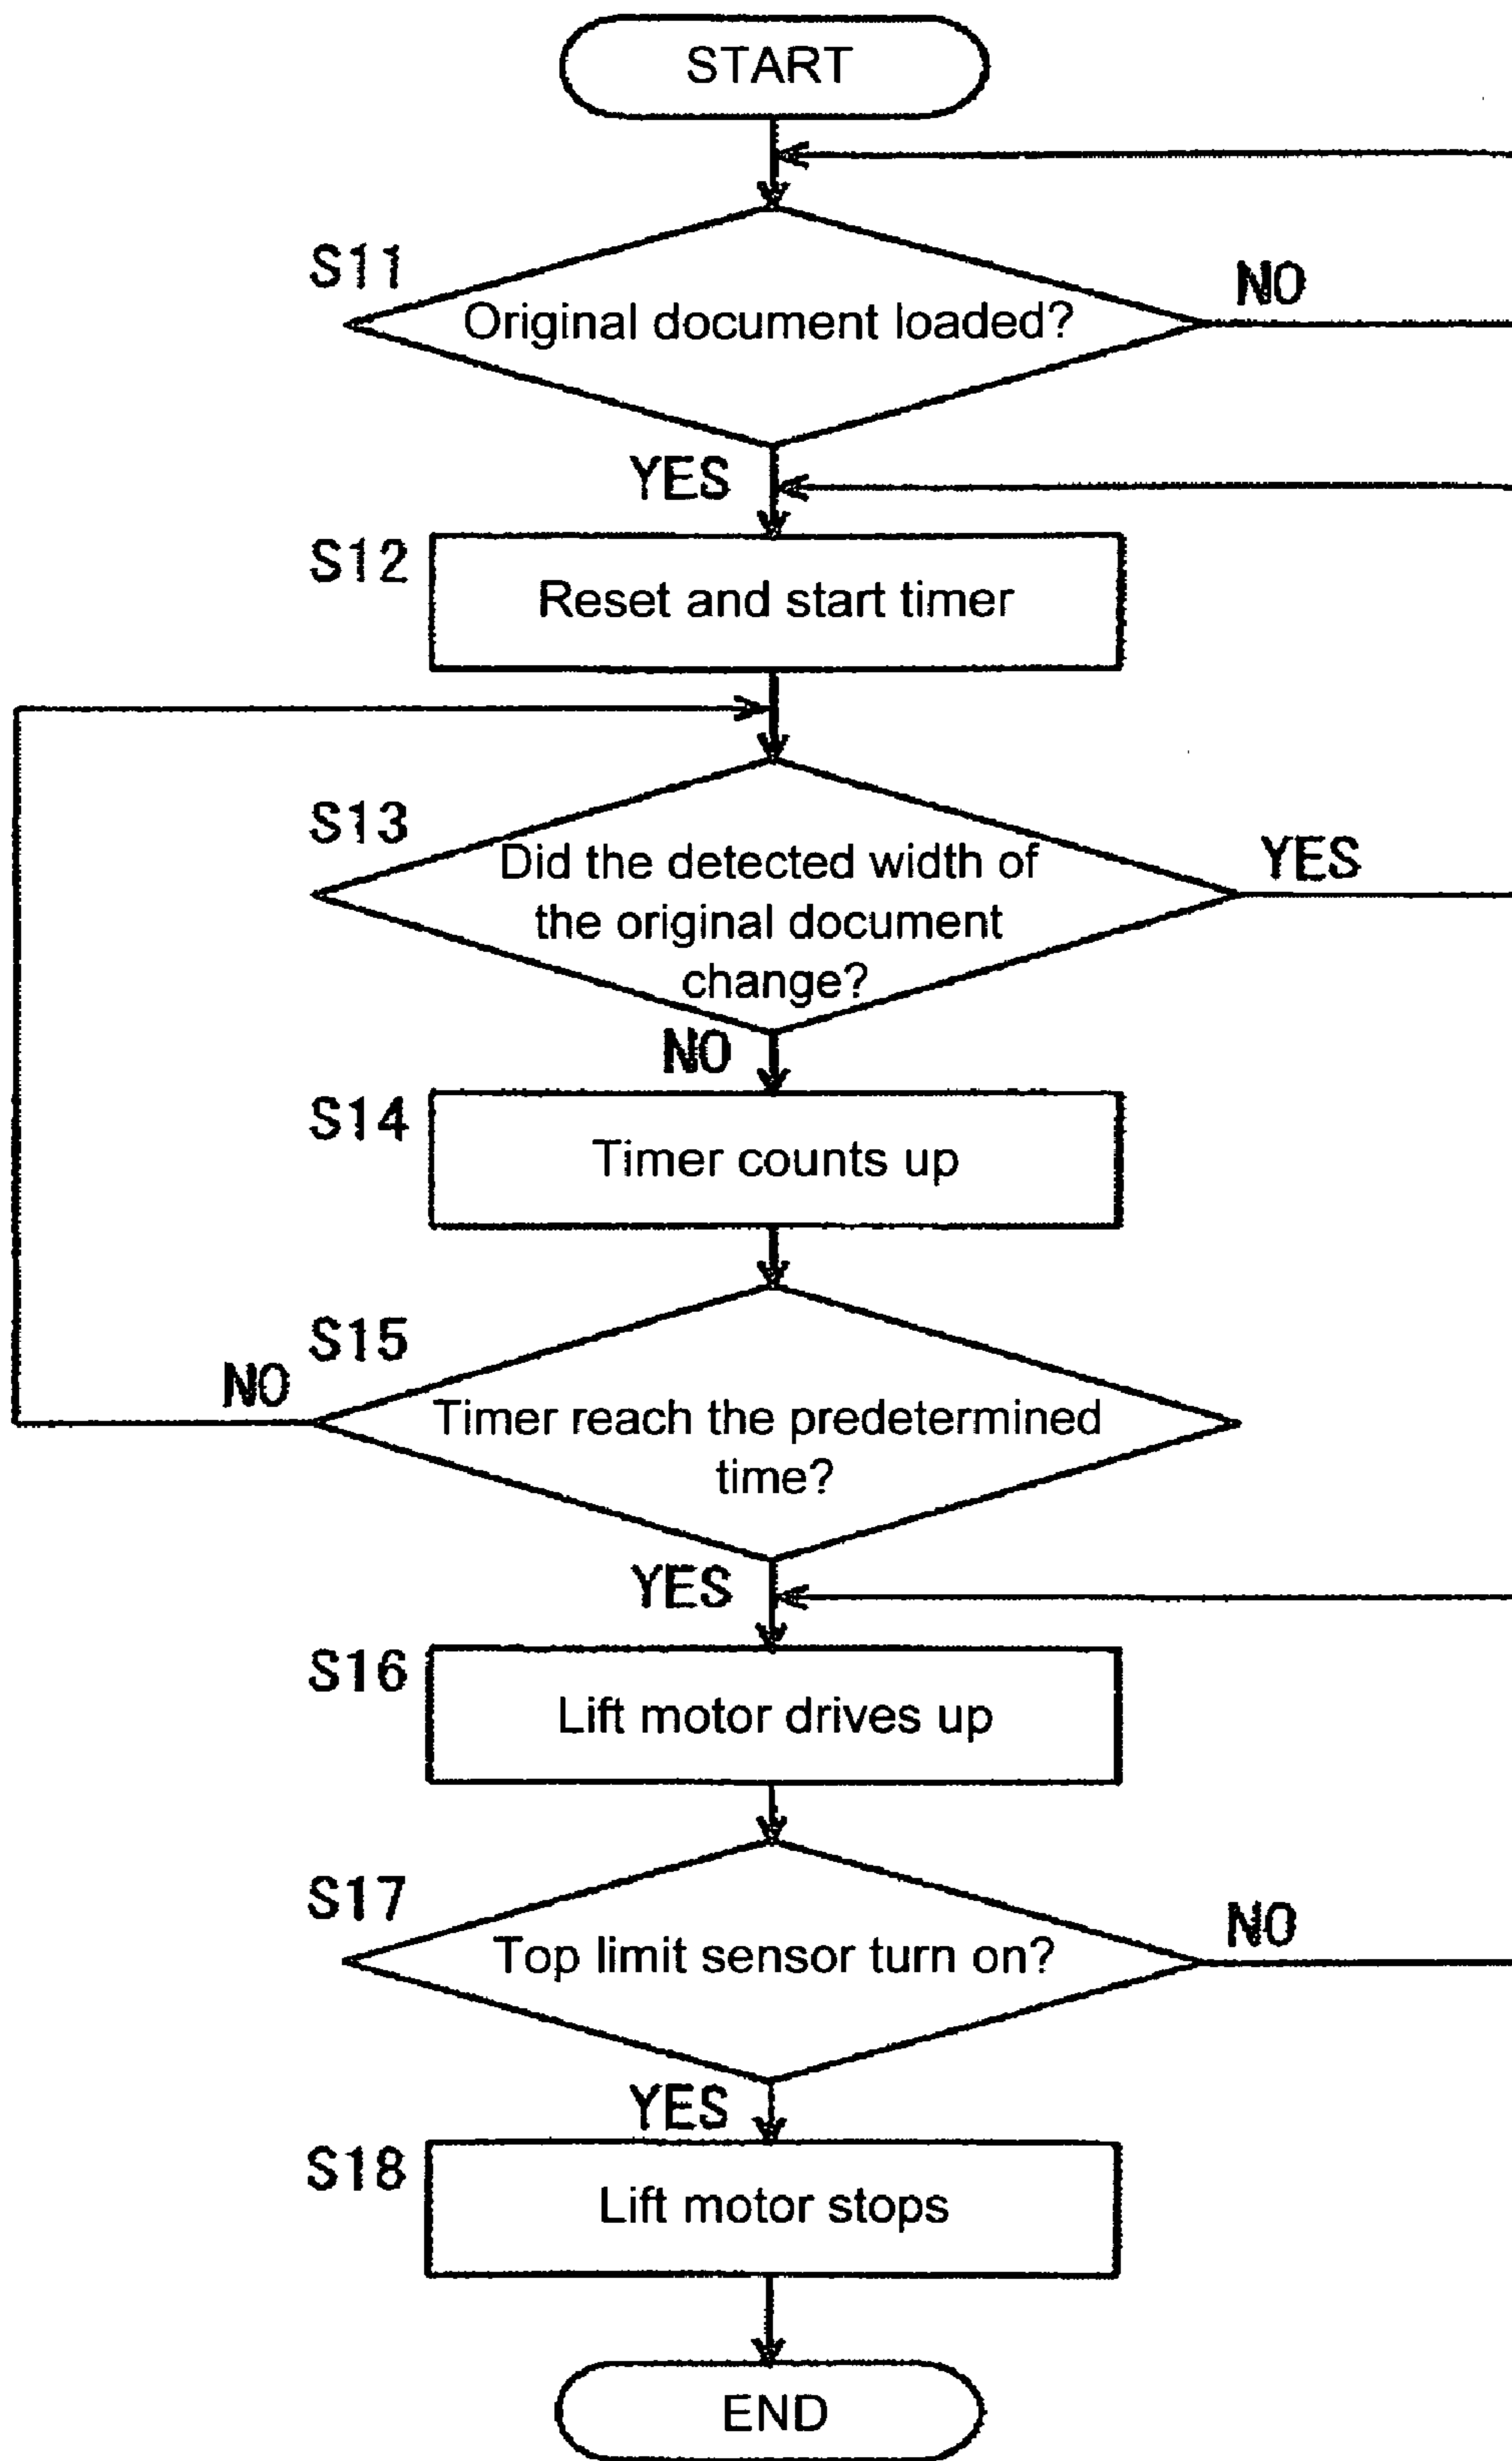 START
S11
Original document loaded?
NO
YES
S12
Reset and start timer
S13
Did the detected width of
the original document
change?
YES
NO
S14
Timer counts up
S15
NO
Timer reach the predetermined
time?
YES
S16
Lift motor drives up
S17
Top limit sensor turn on?
NO
YES
S18
Lift motor stops
END